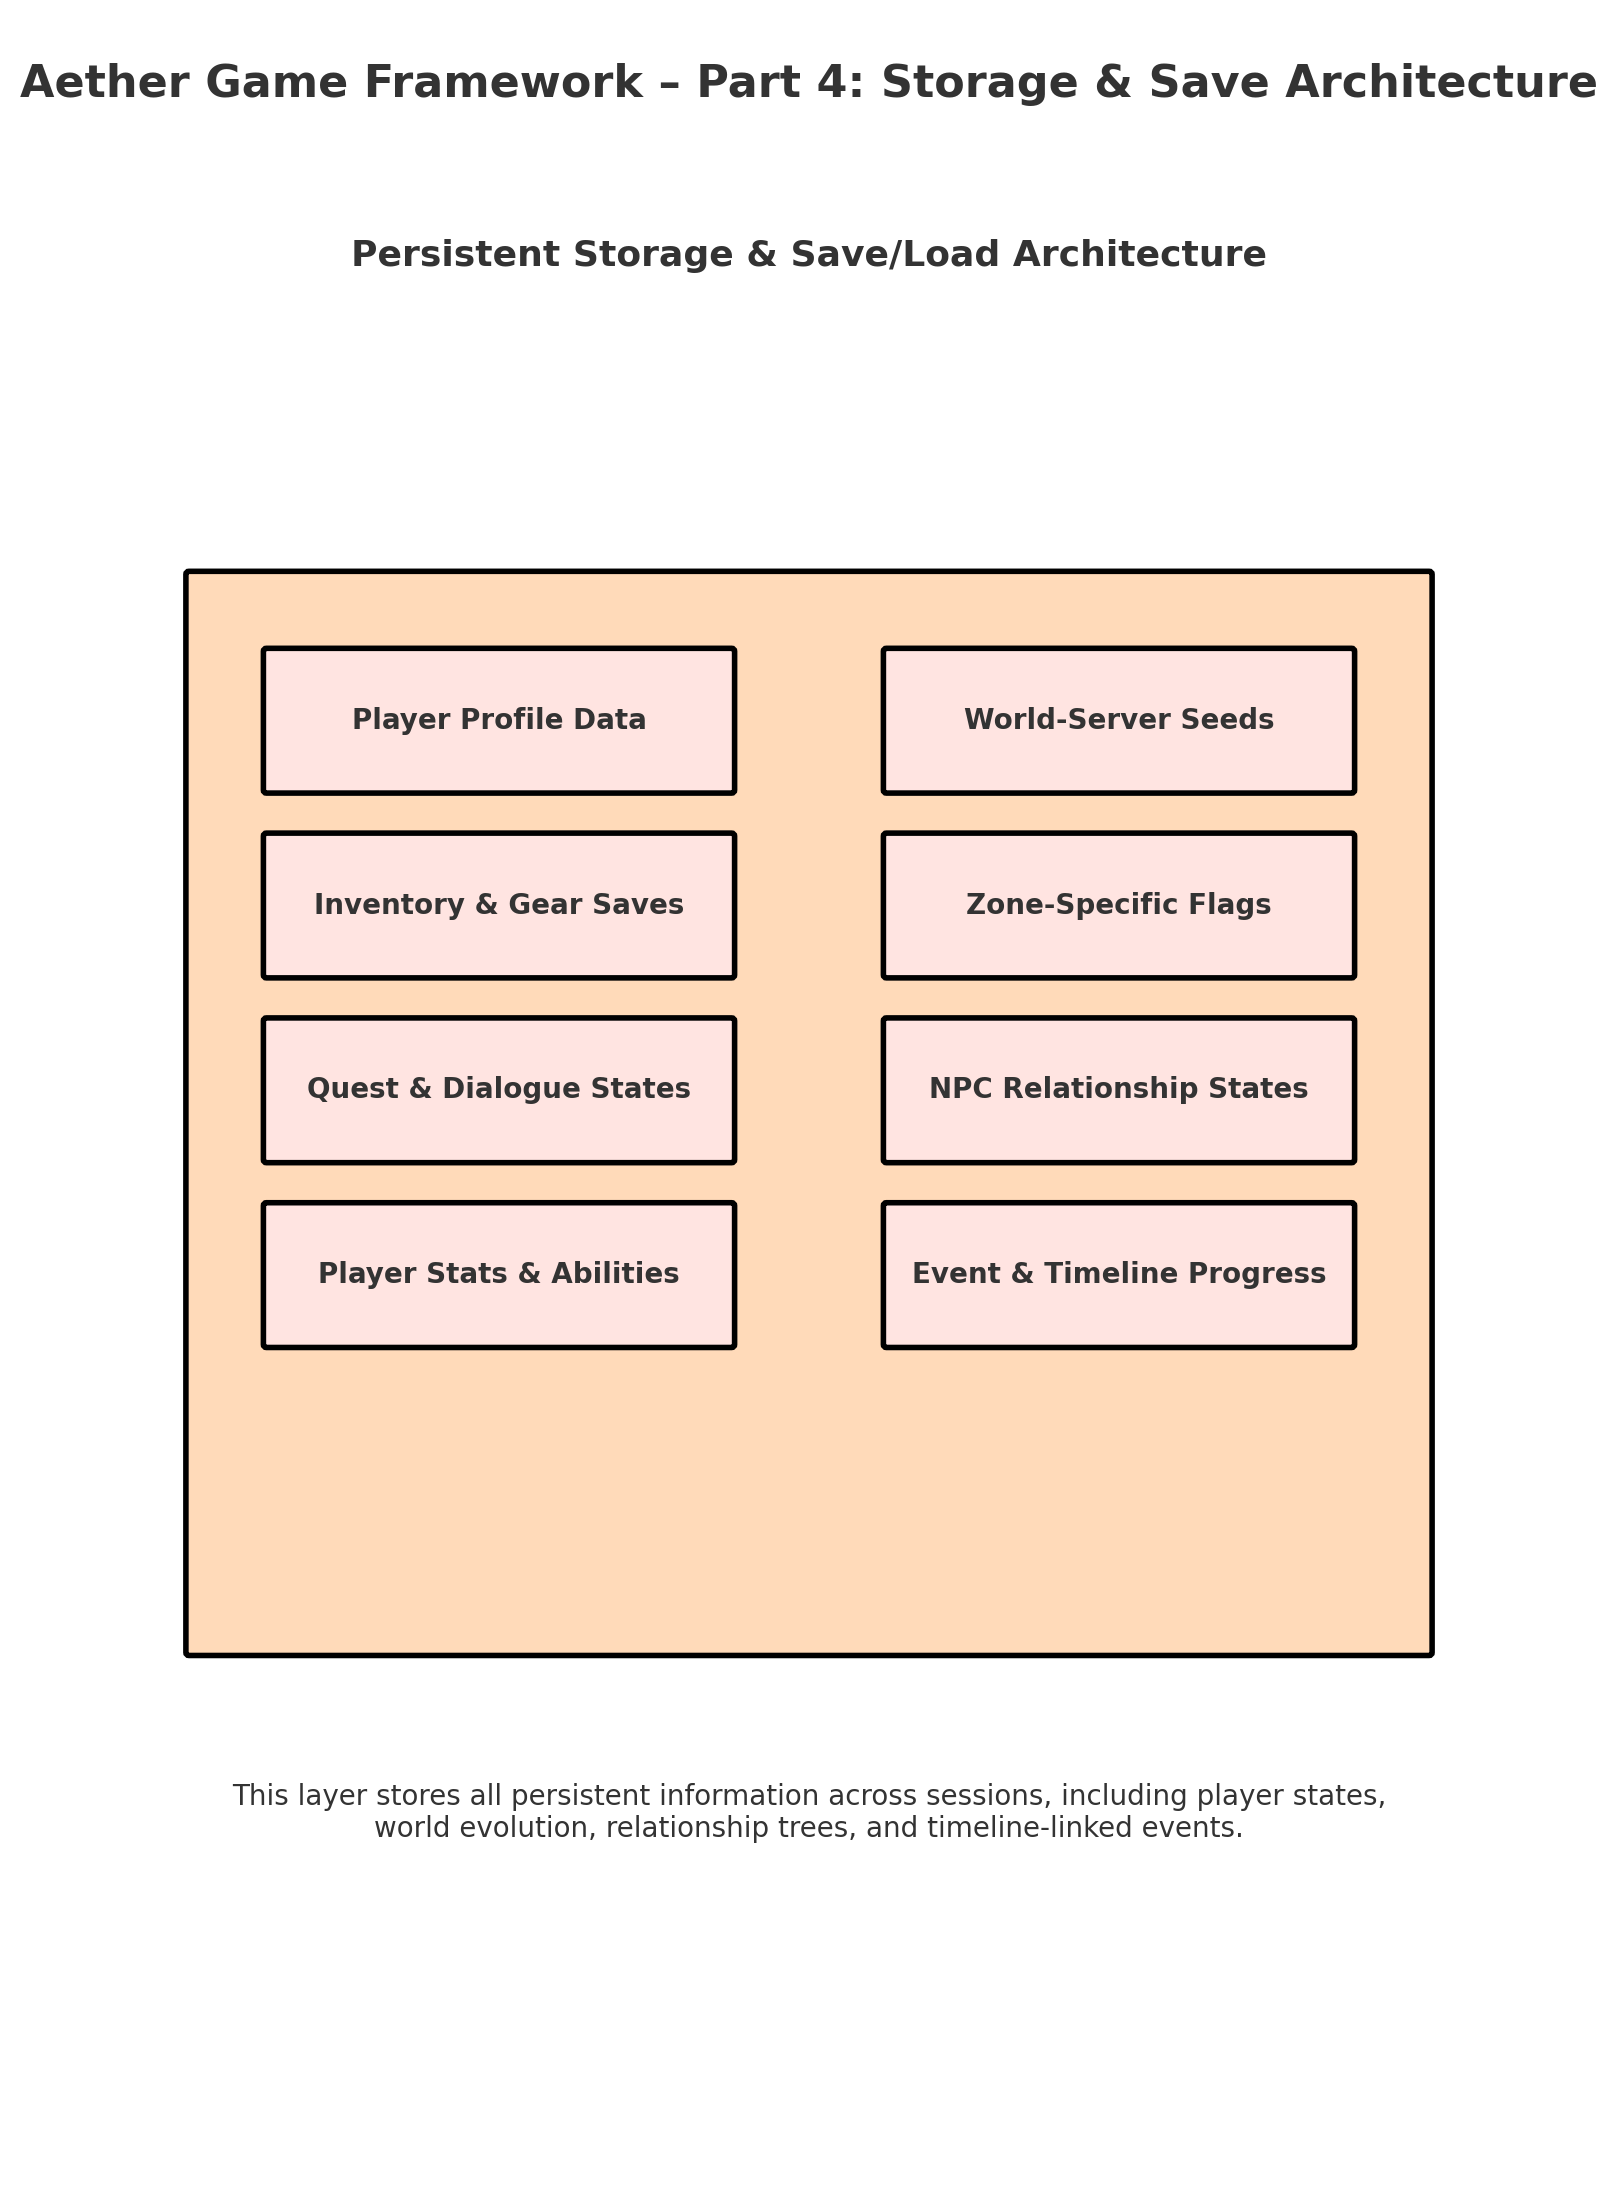 Aether Game Framework – Part 4: Storage & Save Architecture
Persistent Storage & Save/Load Architecture
Player Profile Data
World-Server Seeds
Inventory & Gear Saves
Zone-Specific Flags
Quest & Dialogue States
NPC Relationship States
Player Stats & Abilities
Event & Timeline Progress
This layer stores all persistent information across sessions, including player states,
world evolution, relationship trees, and timeline-linked events.